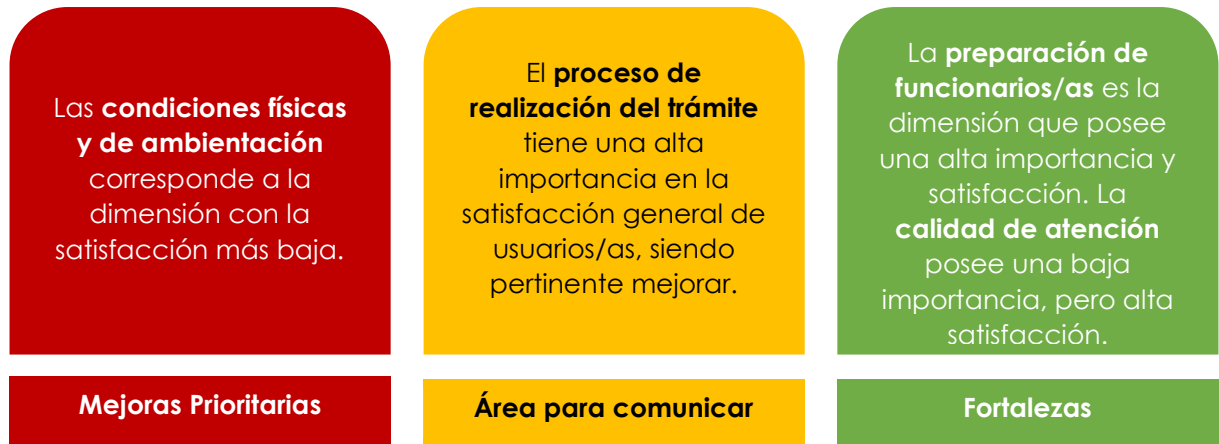 Las condiciones físicas
y de ambientación
corresponde a la
dimensión con la
satisfacción más baja.
Mejoras Prioritarias
El proceso de
realización del trámite
tiene una alta
importancia en la
satisfacción general de
usuarios/as, siendo
pertinente mejorar.
Área para comunicar
La preparación de
funcionarios/as es la
dimensión que posee
una alta importancia y
satisfacción. La
calidad de atención
posee una baja
importancia, pero alta
satisfacción.
Fortalezas